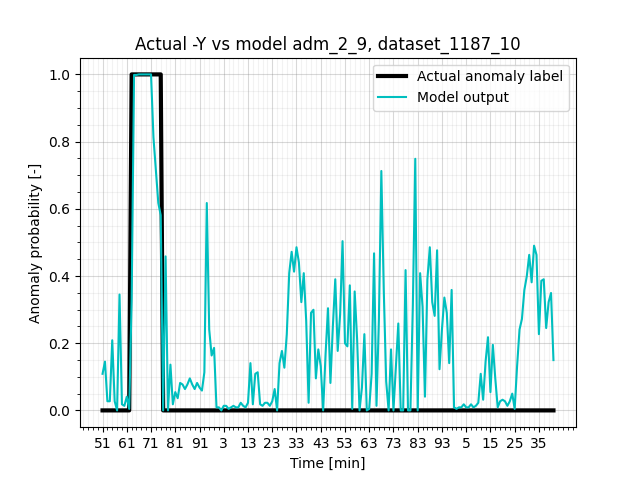 Actual -Y vs model adm_2_9, dataset_1187_10
Actual anomaly label
Model output
Anomaly probability [-]
1.0
0.8
0.6
0.4
0.2
0.0
51 61 71 81 91 3 13 23 33 43 53 63 73 83 93 5 15 25 35
Time [min]